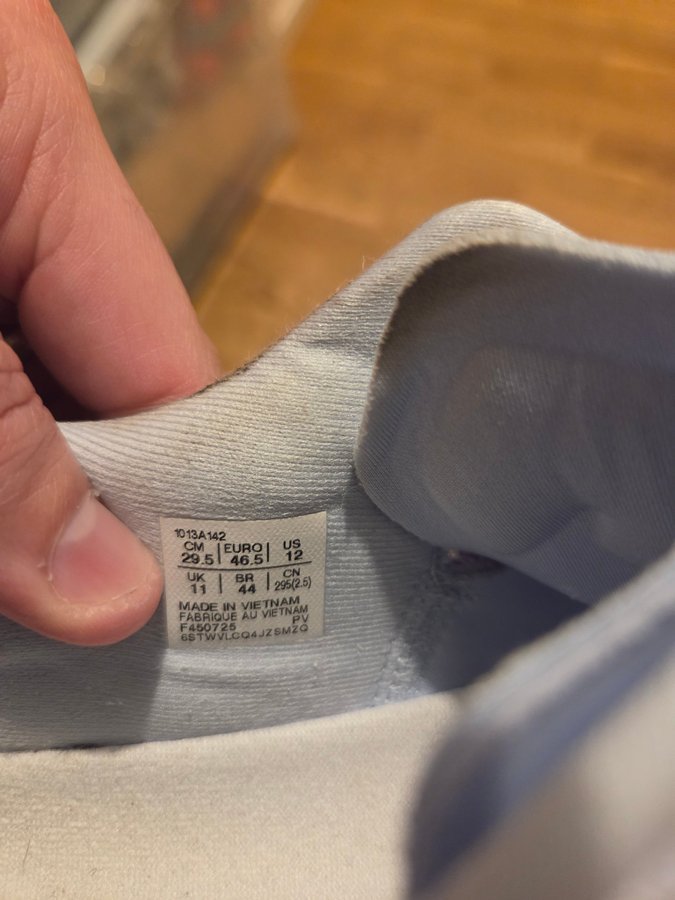 1013A142
CM EURO US
29.5 46.5 12
UK BR CN
11 44 295(2.5)
MADE IN VIETNAM
FABRIQUE AU VIETNAM
F450725 PV
6STWVLCQ4JZSMZQ